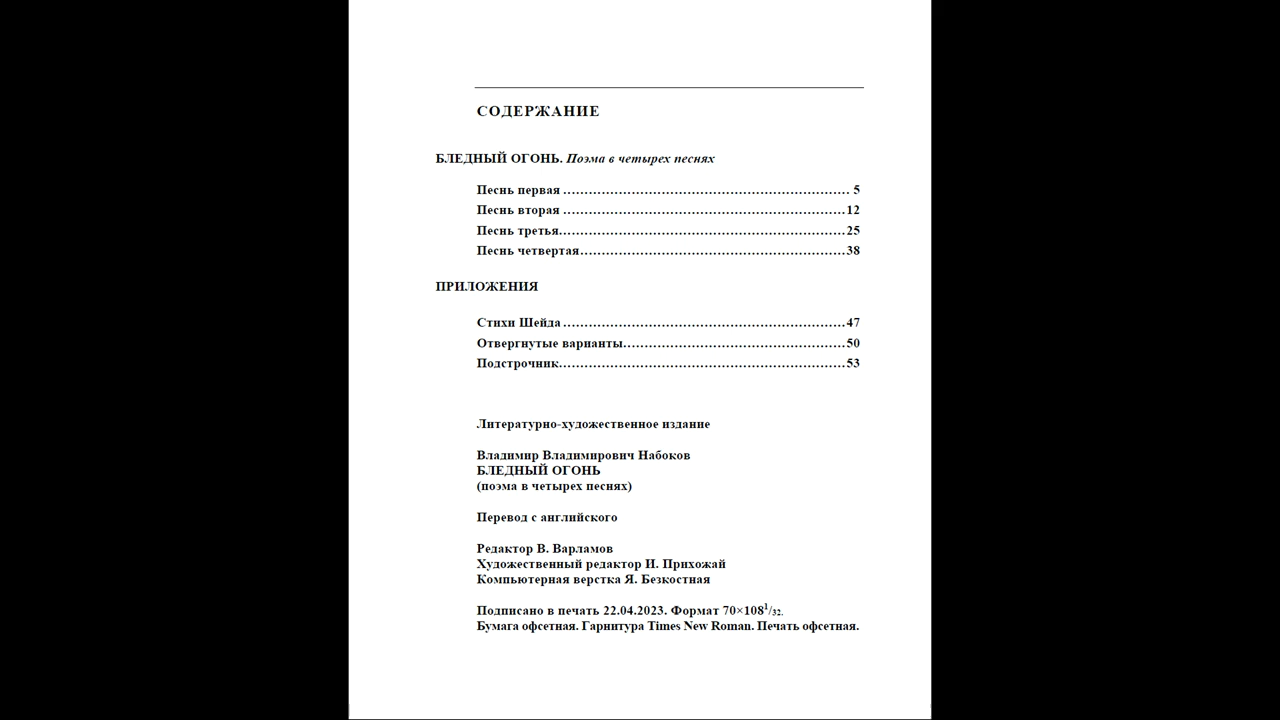 СОДЕРЖАНИЕ
БЛЕДНЫЙ ОГОНЬ. Поэма в четырех песнях
Песнь первая ........................................................................ 5
Песнь вторая ........................................................................12
Песнь третья........................................................................25
Песнь четвертая....................................................................38
ПРИЛОЖЕНИЯ
Стихи Шейда ........................................................................47
Отвергнутые варианты........................................................50
Подстрочник........................................................................53
Литературно-художественное издание
Владимир Владимирович Набоков
БЛЕДНЫЙ ОГОНЬ
(поэма в четырех песнях)
Перевод с английского
Редактор В. Варламов
Художественный редактор И. Прихожай
Компьютерная верстка Я. Безкостная
Подписано в печать 22.04.2023. Формат 70×108¹/₃₂.
Бумага офсетная. Гарнитура Times New Roman. Печать офсетная.